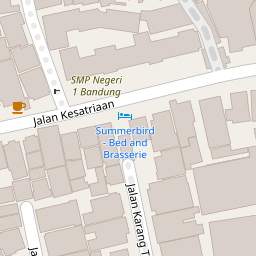 SMP Negeri
1 Bandung
Jalan Kesatriaan
Summerbird
- Bed and
Brasserie
Jalan Karang T